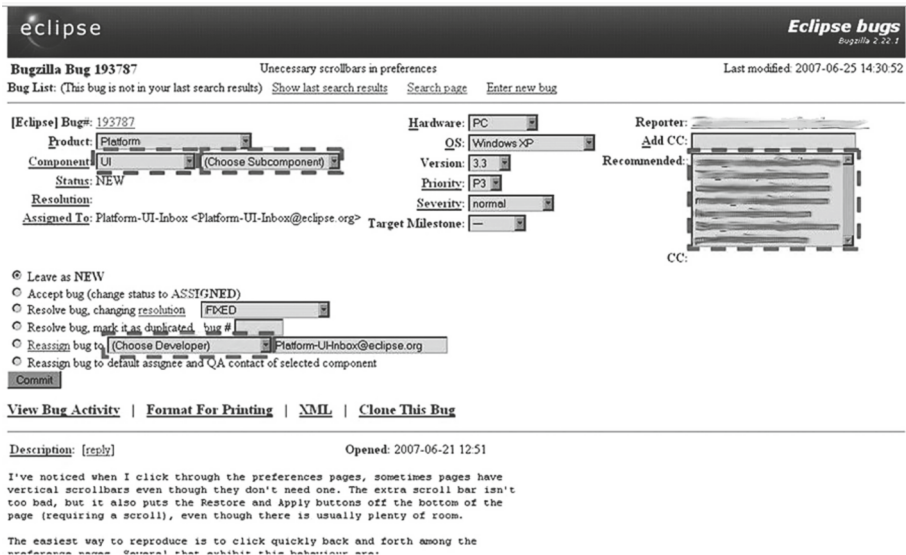 eclipse
Eclipse bugs
Bugzilla 2.22.1
Bugzilla Bug 193787 Unecessary scrollbars in preferences Last modified: 2007-06-25 14:30:52
Bug List: (This bug is not in your last search results) Show last search results Search page Enter new bug
[Eclipse] Bug#: 193787 Hardware: PC Reporter:
Product: Platform OS: Windows XP Add CC:
Component: UI (Choose Subcomponent) Version: 3.3 Recommended:
Status: NEW Priority: P3
Resolution: Severity: normal
Assigned To: Platform-UI-Inbox <Platform-UI-Inbox@eclipse.org> Target Milestone: ---
CC:
Leave as NEW
Accept bug (change status to ASSIGNED)
Resolve bug, changing resolution FIXED
Resolve bug, mark it as duplicated bug #
Reassign bug to (Choose Developer) Platform-UI-Inbox@eclipse.org
Reassign bug to default assignee and QA contact of selected component
Commit
View Bug Activity | Format For Printing | XML | Clone This Bug
Description: [reply] Opened: 2007-06-21 12:51
I've noticed when I click through the preferences pages, sometimes pages have
vertical scrollbars even though they don't need one. The extra scroll bar isn't
too bad, but it also puts the Restore and Apply buttons off the bottom of the
page (requiring a scroll), even though there is usually plenty of room.
The easiest way to reproduce is to click quickly back and forth among the
preference pages. Several that exhibit this behaviour are: